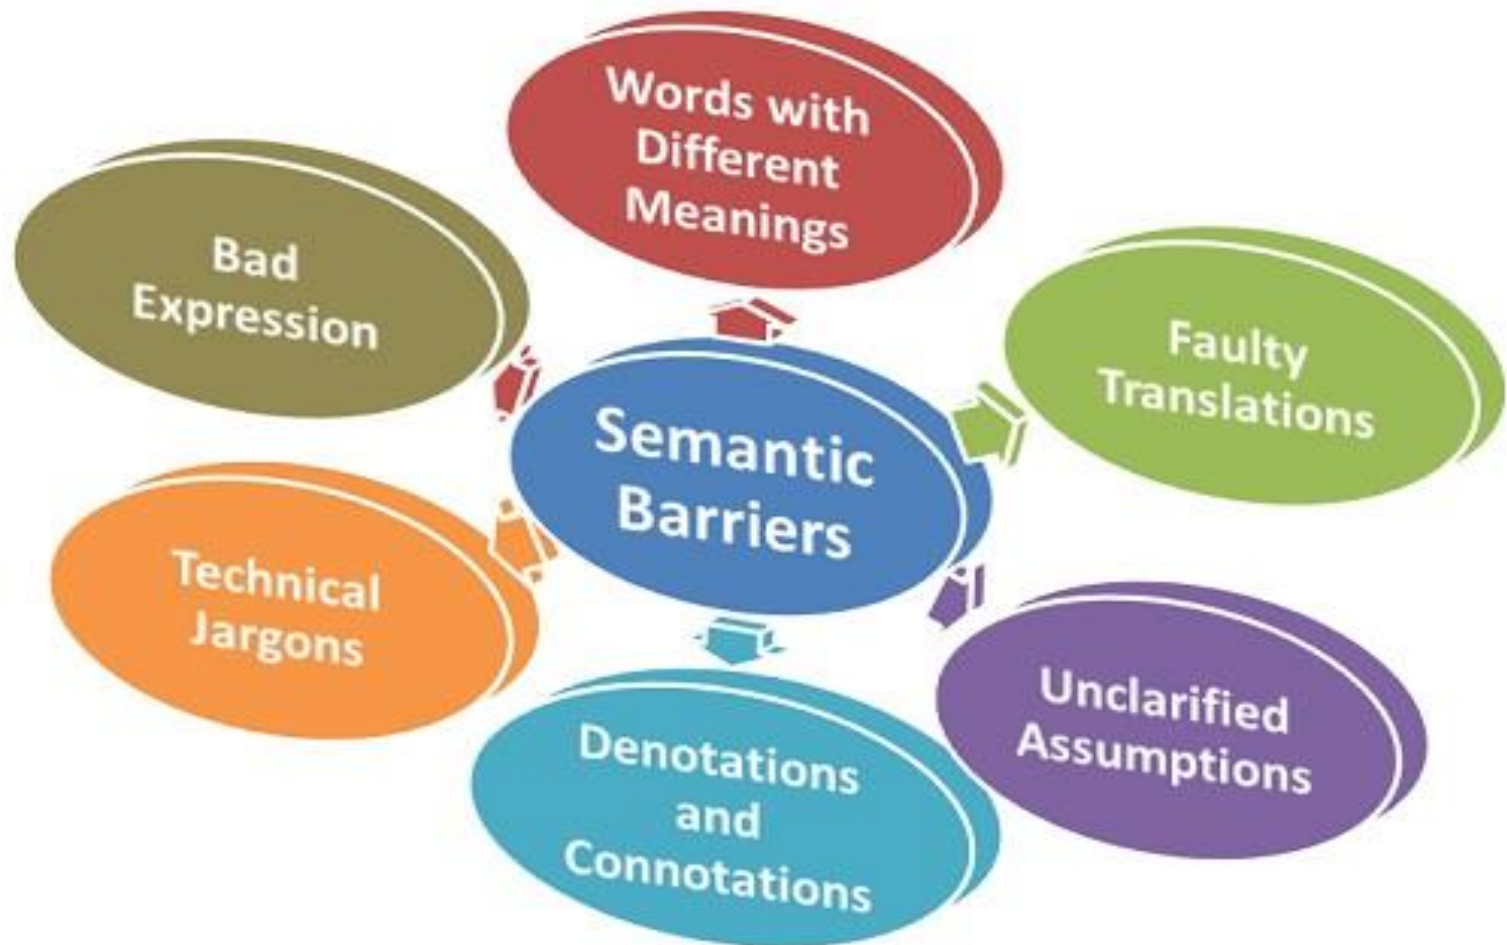 Words with
Different
Meanings
Bad
Expression
Faulty
Translations
Semantic
Barriers
Technical
Jargons
Unclarified
Assumptions
Denotations
and
Connotations